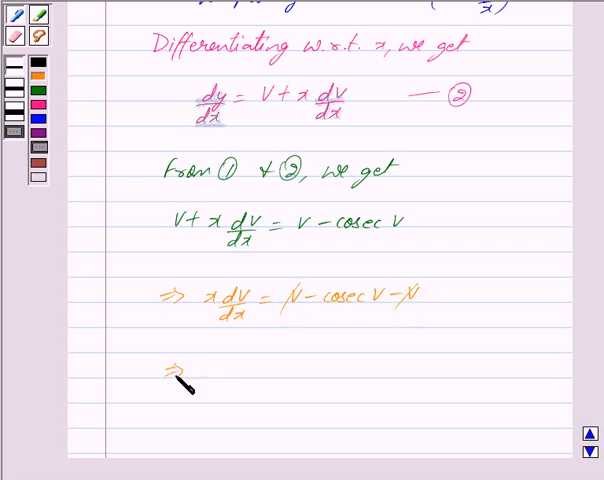 Differentiating w.r.t. x, we get
dy/dx = V + x dV/dx — ②
From ① & ②, we get
V + x dV/dx = V - cosec V
⇒ x dV/dx = V - cosec V - V
⇒